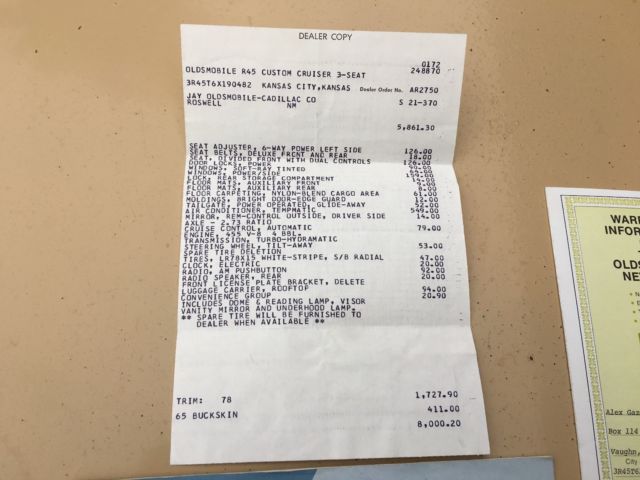 DEALER COPY
0172
OLDSMOBILE R45 CUSTOM CRUISER 3-SEAT 248870
3R45T6X190482 KANSAS CITY,KANSAS Dealer Order No. AR2750
JAY OLDSMOBILE-CADILLAC CO S 21-370
ROSWELL NM
5,861.30
SEAT ADJUSTER, 6-WAY POWER LEFT SIDE 126.00
SEAT BELTS, DELUXE FRONT AND REAR 18.00
SEAT, DIVIDED FRONT WITH DUAL CONTROLS 126.00
DOOR LOCKS, POWER 90.00
WINDOWS, SOFT-RAY TINTED 64.00
WINDOWS, POWER/SIDE 159.00
LOCK, REAR STORAGE COMPARTMENT 14.00
FLOOR MATS, AUXILIARY FRONT 9.00
FLOOR MATS, AUXILIARY REAR 8.00
FLOOR CARPETING, NYLON-BLEND CARGO AREA 61.00
MOLDINGS, BRIGHT DOOR-EDGE GUARD 12.00
TAILGATE, POWER OPERATED, GLIDE-AWAY 52.00
AIR CONDITIONER, TEMPMATIC 549.00
MIRROR, REM-CONTROL OUTSIDE, DRIVER SIDE 14.00
AXLE - 2.73 RATIO
CRUISE CONTROL, AUTOMATIC 79.00
ENGINE, 455 V-8 4 BBL.
TRANSMISSION, TURBO-HYDRAMATIC
STEERING WHEEL, TILT-AWAY 53.00
SPARE TIRE DELETION
TIRES, LR78X15 WHITE-STRIPE, S/B RADIAL 47.00
CLOCK, ELECTRIC 20.00
RADIO, AM PUSHBUTTON 92.00
RADIO SPEAKER, REAR 20.00
FRONT LICENSE PLATE BRACKET, DELETE
LUGGAGE CARRIER, ROOFTOP 94.00
CONVENIENCE GROUP 20.90
INCLUDES DOME & READING LAMP, VISOR
VANITY MIRROR AND UNDERHOOD LAMP.
** SPARE TIRE WILL BE FURNISHED TO
DEALER WHEN AVAILABLE **
1,727.90
TRIM: 78
411.00
65 BUCKSKIN
8,000.20
WARR
INFOR
OLDS
NE
Alex Gaz
Box 114
Vaughn,
City
3R45T6